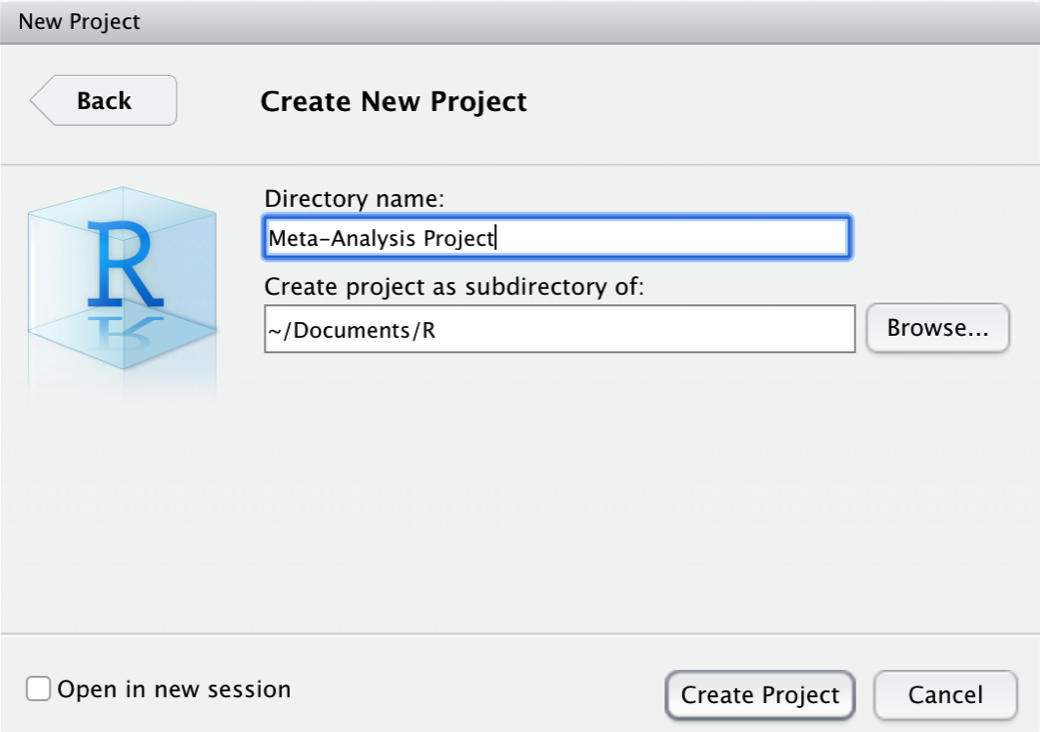 New Project
Back
Create New Project
R
Directory name:
Meta-Analysis Project
Create project as subdirectory of:
~/Documents/R
Browse...
Open in new session
Create Project
Cancel